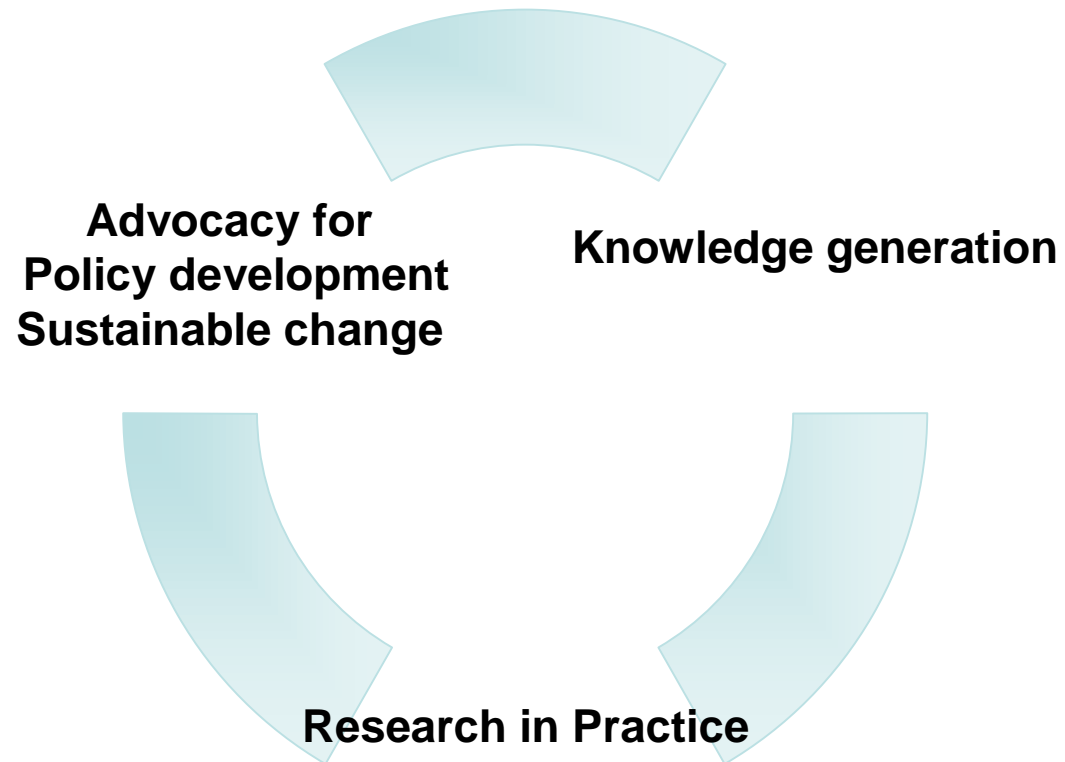 Advocacy for
Policy development
Sustainable change
Knowledge generation
Research in Practice